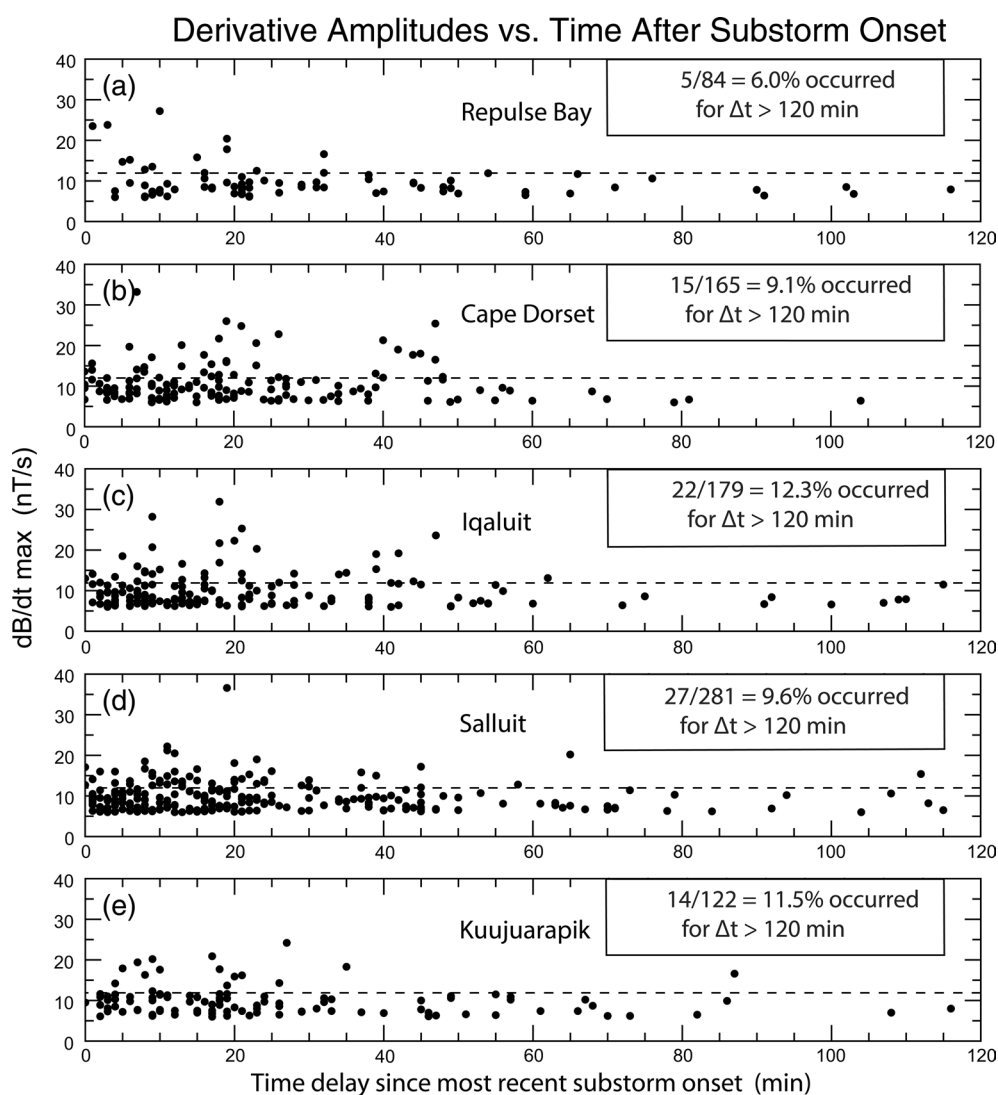 Derivative Amplitudes vs. Time After Substorm Onset
dB/dt max (nT/s)
(a)
Repulse Bay
5/84 = 6.0% occurred
for Δt > 120 min
40
30
20
10
0
0 20 40 60 80 100 120
(b)
Cape Dorset
15/165 = 9.1% occurred
for Δt > 120 min
40
30
20
10
0
0 20 40 60 80 100 120
(c)
Iqaluit
22/179 = 12.3% occurred
for Δt > 120 min
40
30
20
10
0
0 20 40 60 80 100 120
(d)
Salluit
27/281 = 9.6% occurred
for Δt > 120 min
40
30
20
10
0
0 20 40 60 80 100 120
(e)
Kuujuarapik
14/122 = 11.5% occurred
for Δt > 120 min
40
30
20
10
0
0 20 40 60 80 100 120
Time delay since most recent substorm onset (min)